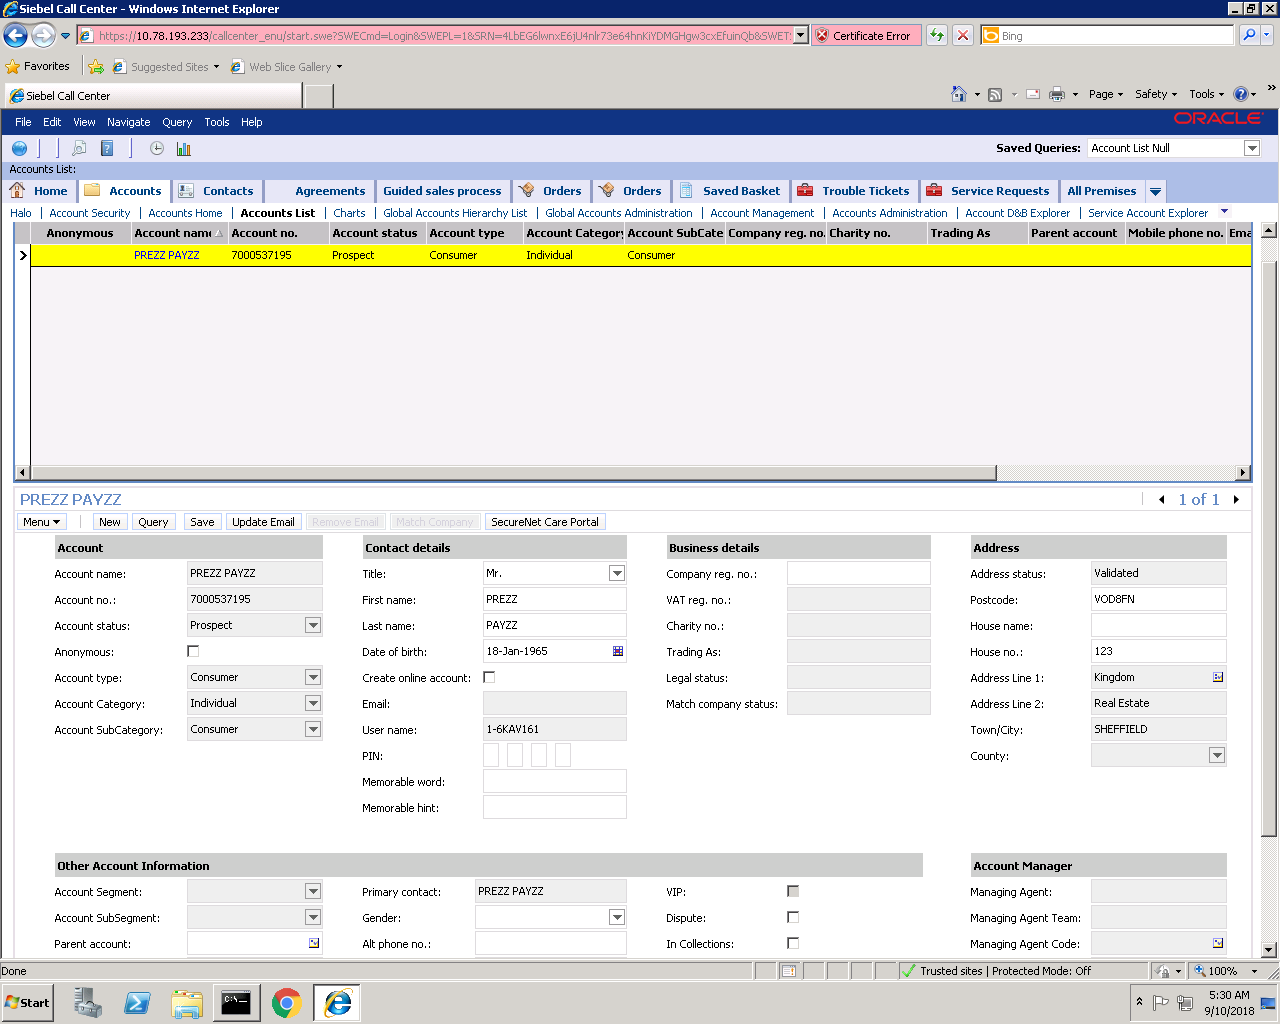 Siebel Call Center - Windows Internet Explorer
https://10.78.193.233/callcenter_enu/start.swe?SWECmd=Login&SWEPL=1&SRN=4LbEG6lwnxE6jU4nlr73e64hnKiYDMGHgw3cxEfuinQb&SWET
Certificate Error
Bing
Favorites
Suggested Sites
Web Slice Gallery
Siebel Call Center
Page
Safety
Tools
File Edit View Navigate Query Tools Help
ORACLE
Saved Queries: Account List Null
Accounts List:
Home Accounts Contacts Agreements Guided sales process Orders Orders Saved Basket Trouble Tickets Service Requests All Premises
Halo | Account Security | Accounts Home | Accounts List | Charts | Global Accounts Hierarchy List | Global Accounts Administration | Account Management | Accounts Administration | Account D&B Explorer | Service Account Explorer
Anonymous Account name Account no. Account status Account type Account Category Account SubCate Company reg. no. Charity no. Trading As Parent account Mobile phone no. Ema
PREZZ PAYZZ 7000537195 Prospect Consumer Individual Consumer
PREZZ PAYZZ
1 of 1
Menu New Query Save Update Email Remove Email Match Company SecureNet Care Portal
Account Contact details Business details Address
Account name: PREZZ PAYZZ Title: Mr. Company reg. no.: Address status: Validated
Account no.: 7000537195 First name: PREZZ VAT reg. no.: Postcode: VOD8FN
Account status: Prospect Last name: PAYZZ Charity no.: House name:
Anonymous: Date of birth: 18-Jan-1965 Trading As: House no.: 123
Account type: Consumer Create online account: Legal status: Address Line 1: Kingdom
Account Category: Individual Email: Match company status: Address Line 2: Real Estate
Account SubCategory: Consumer User name: 1-6KAV161 Town/City: SHEFFIELD
PIN: County:
Memorable word:
Memorable hint:
Other Account Information Account Manager
Account Segment: Primary contact: PREZZ PAYZZ VIP: Managing Agent:
Account SubSegment: Gender: Dispute: Managing Agent Team:
Parent account: Alt phone no.: In Collections: Managing Agent Code:
Done
Trusted sites | Protected Mode: Off
100%
Start
C:\.
5:30 AM
9/10/2018